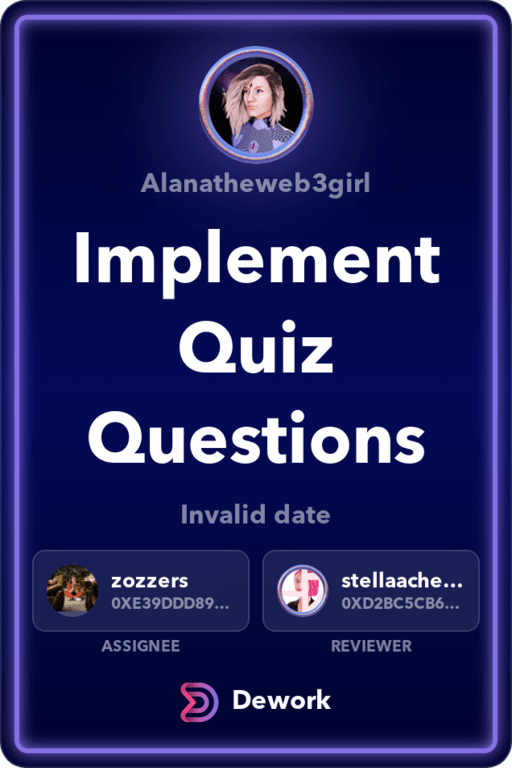 Alanatheweb3girl
Implement
Quiz
Questions
Invalid date
zozzers
0XE39DDD89...
ASSIGNEE
stellaache...
0XD2BC5CB6...
REVIEWER
Dework